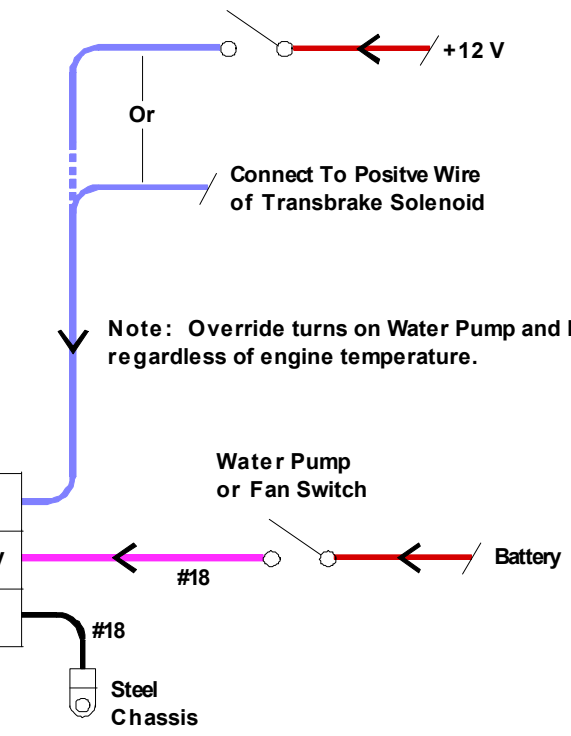 +12 V
Or
Connect To Positve Wire
of Transbrake Solenoid
Note: Override turns on Water Pump and
regardless of engine temperature.
Water Pump
or Fan Switch
Battery
#18
#18
Steel
Chassis